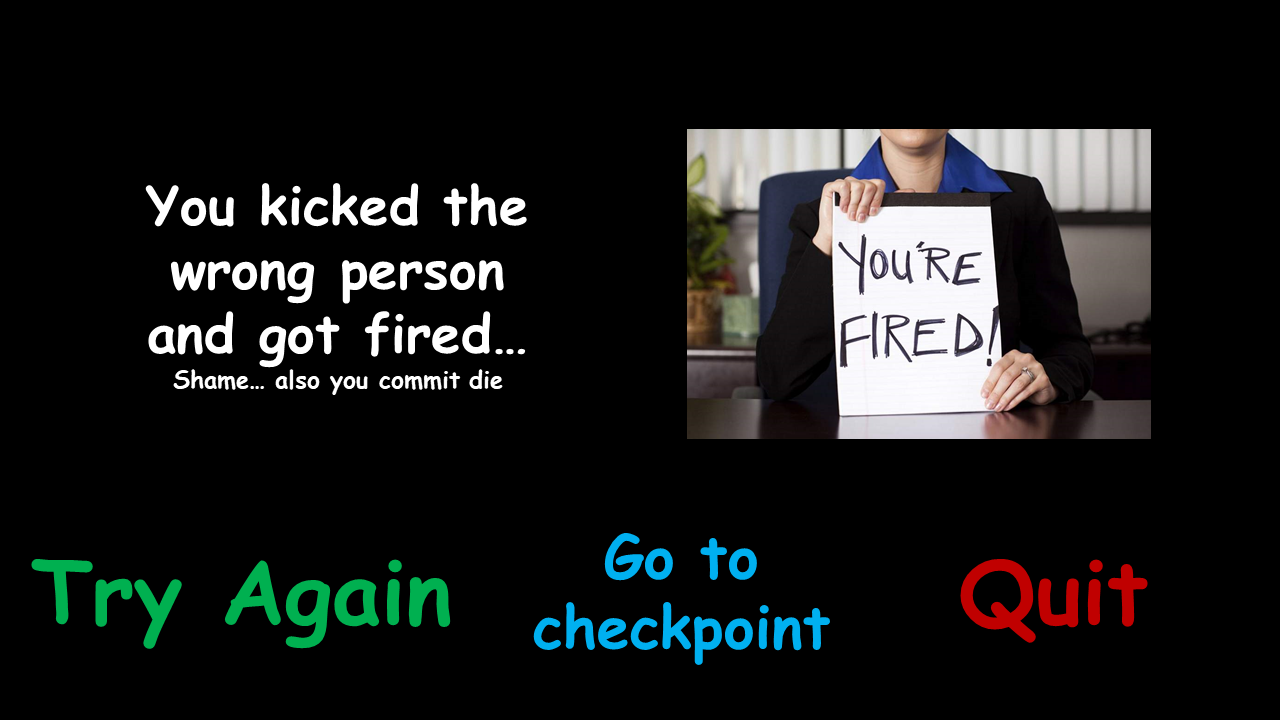 You kicked the
wrong person
and got fired...
Shame... also you commit die
YOU'RE
FIRED!
Try Again
Go to
checkpoint
Quit